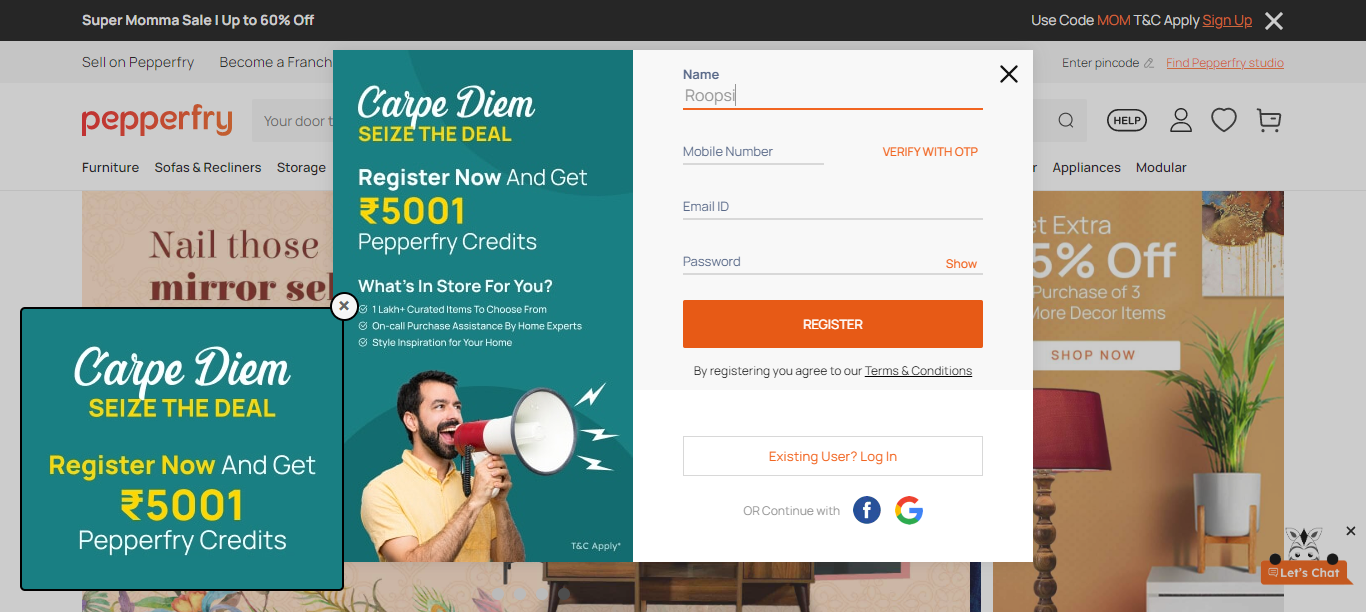 Super Momma Sale | Up to 60% Off
Use Code MOM T&C Apply Sign Up
Sell on Pepperfry
Become a Franch
Enter pincode
Find Pepperfry studio
pepperfry
Your door t
HELP
Furniture
Sofas & Recliners
Storage
r
Appliances
Modular
Nail those
mirror sel
et Extra
5% Off
Purchase of 3
More Decor Items
SHOP NOW
Carpe Diem
SEIZE THE DEAL
Register Now And Get
₹5001
Pepperfry Credits
What's In Store For You?
1 Lakh+ Curated Items To Choose From
On-call Purchase Assistance By Home Experts
Style Inspiration for Your Home
T&C Apply*
Name
Roopsi
Mobile Number
VERIFY WITH OTP
Email ID
Password
Show
REGISTER
By registering you agree to our Terms & Conditions
Existing User? Log In
OR Continue with
Carpe Diem
SEIZE THE DEAL
Register Now And Get
₹5001
Pepperfry Credits
Let's Chat